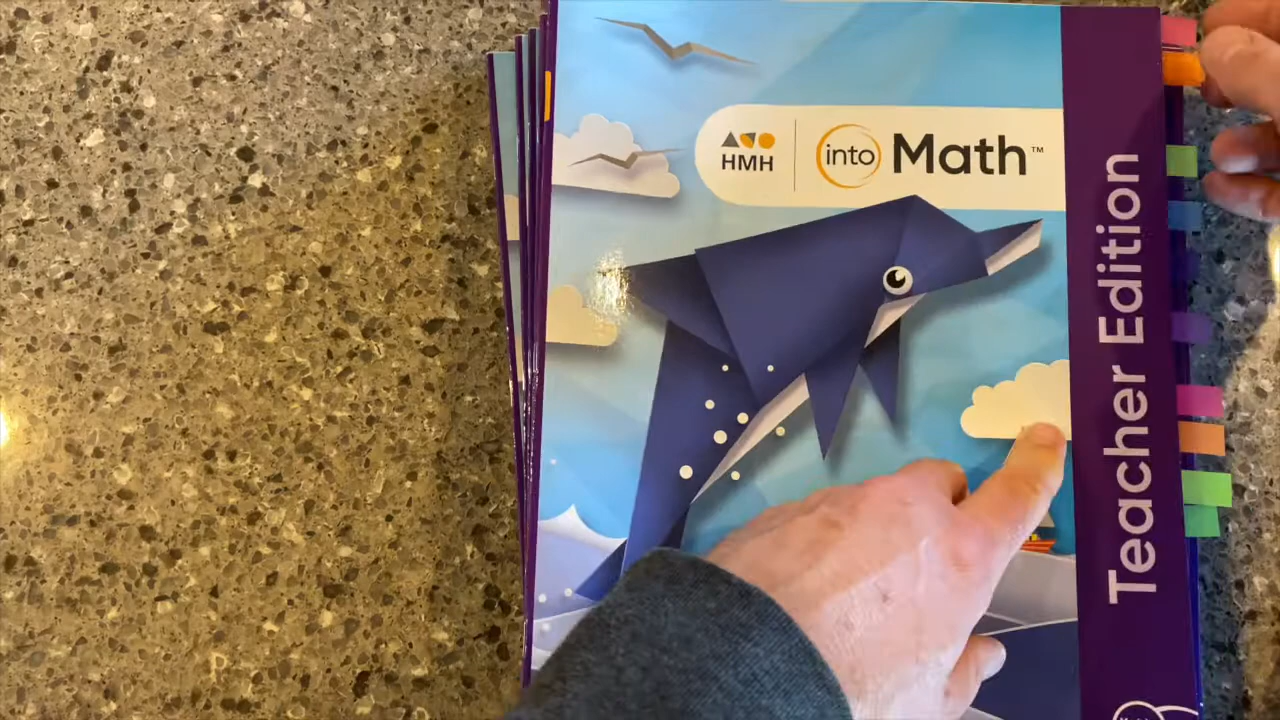 HMH
into Math™
Teacher Edition